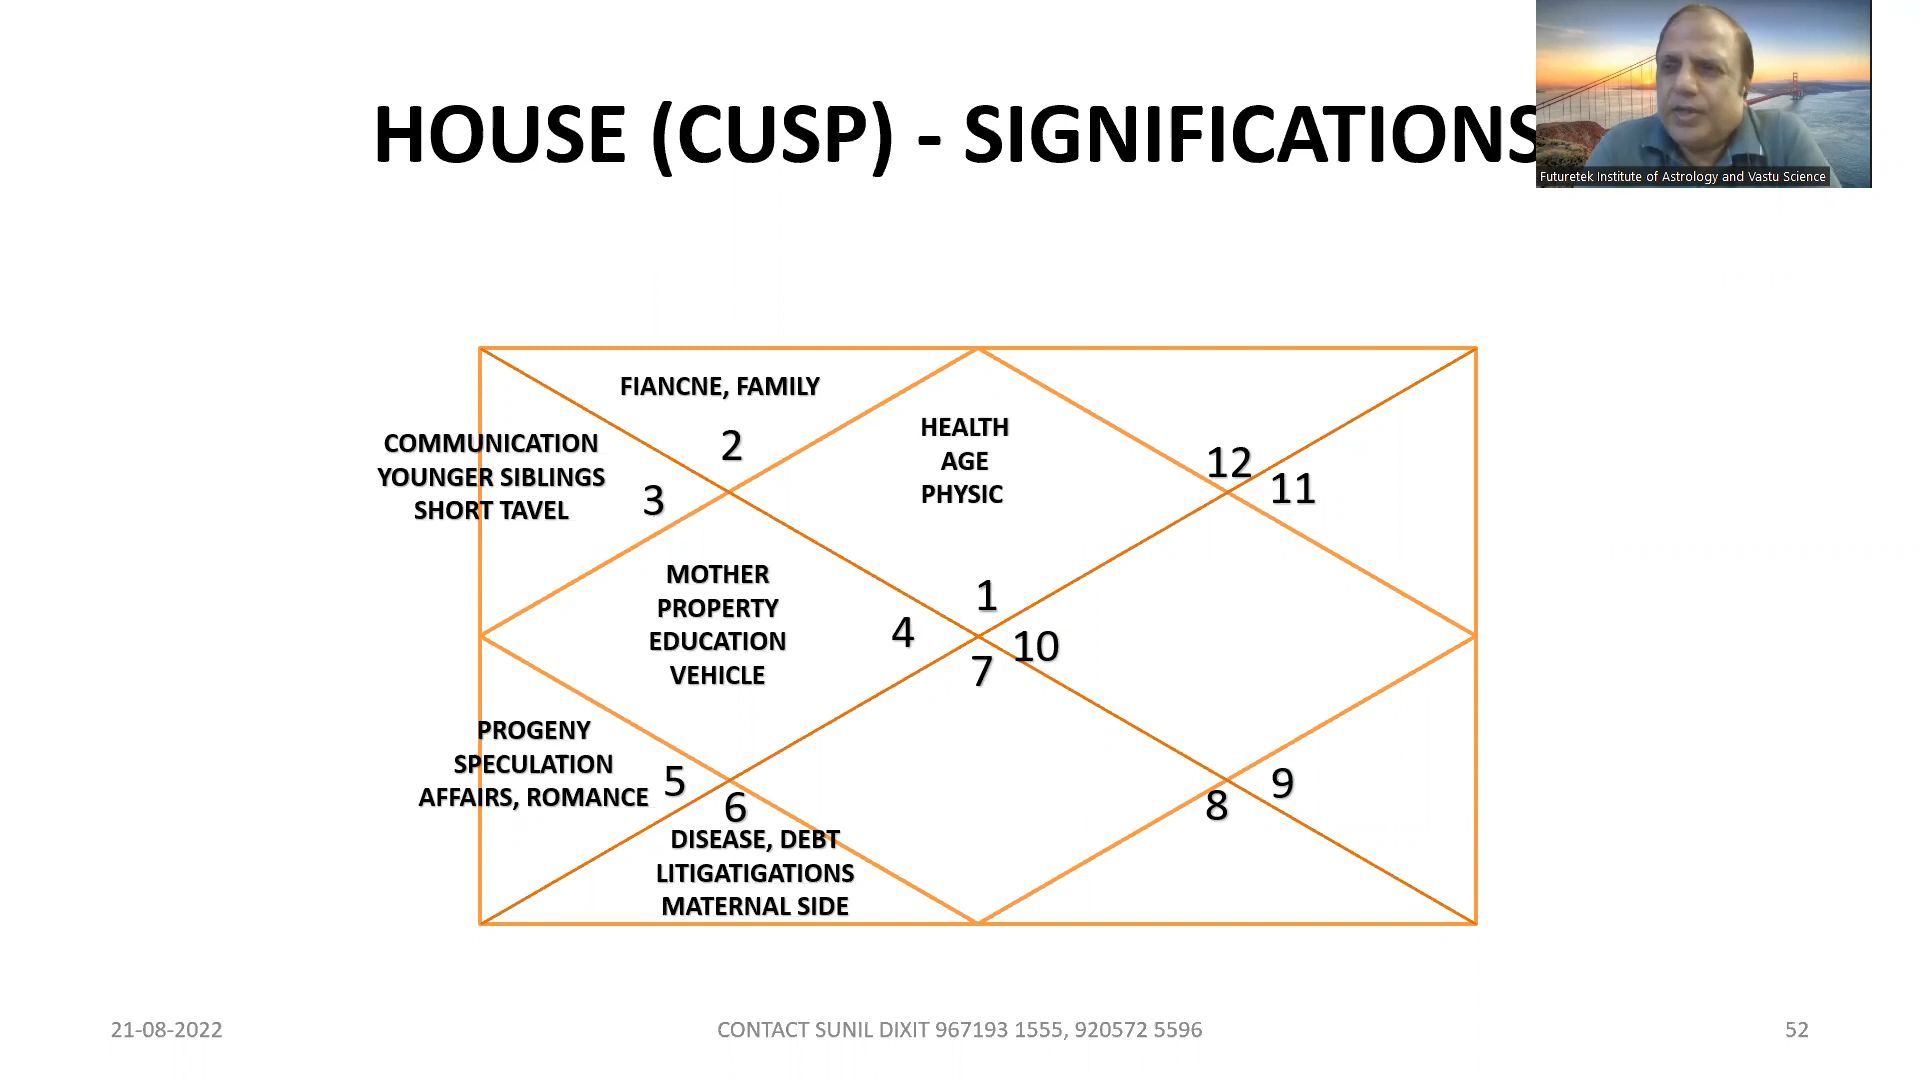 HOUSE (CUSP) - SIGNIFICATIONS
Futuretek Institute of Astrology and Vastu Science
FIANCNE, FAMILY
2
COMMUNICATION
YOUNGER SIBLINGS
SHORT TAVEL
3
HEALTH
AGE
PHYSIC
1
12
11
MOTHER
PROPERTY
EDUCATION
VEHICLE
4
10
7
PROGENY
SPECULATION
AFFAIRS, ROMANCE
5
6
DISEASE, DEBT
LITIGATIGATIONS
MATERNAL SIDE
8
9
21-08-2022
CONTACT SUNIL DIXIT 967193 1555, 920572 5596
52